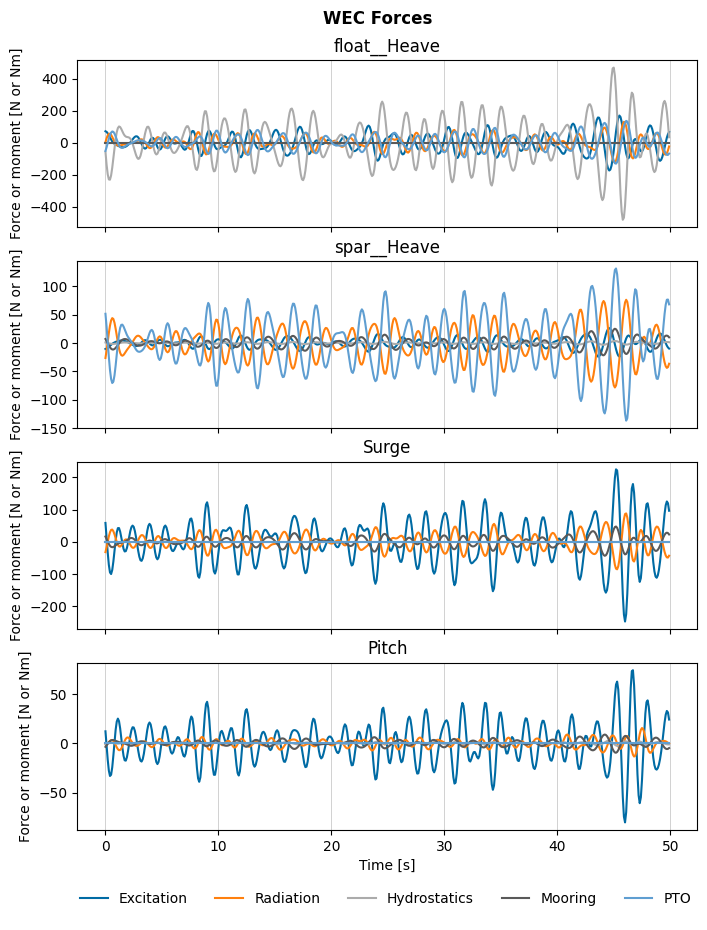 WEC Forces
float__Heave
Force or moment [N or Nm]
400
200
0
−200
−400
spar__Heave
Force or moment [N or Nm]
100
50
0
−50
−100
−150
Surge
Force or moment [N or Nm]
200
100
0
−100
−200
Pitch
Force or moment [N or Nm]
50
0
−50
0 10 20 30 40 50
Time [s]
Excitation Radiation Hydrostatics Mooring PTO